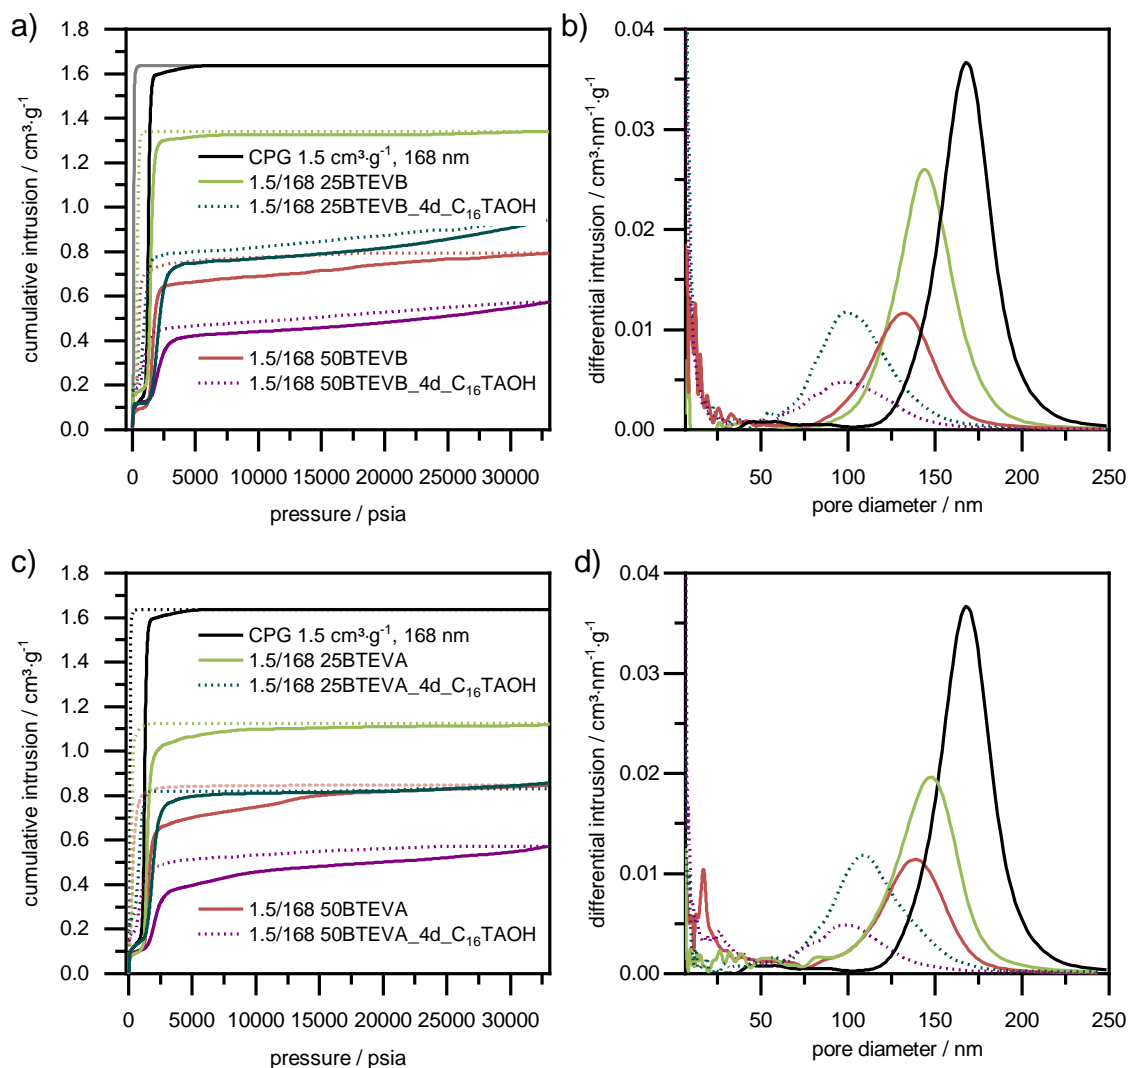 a)
cumulative intrusion / cm³·g⁻¹
1.8
1.6
1.4
1.2
1.0
0.8
0.6
0.4
0.2
0.0
CPG 1.5 cm³·g⁻¹, 168 nm
1.5/168 25BTEVB
1.5/168 25BTEVB_4d_C₁₆TAOH
1.5/168 50BTEVB
1.5/168 50BTEVB_4d_C₁₆TAOH
0 5000 10000 15000 20000 25000 30000
pressure / psia
b)
differential intrusion / cm³·nm⁻¹·g⁻¹
0.04
0.03
0.02
0.01
0.00
50 100 150 200 250
pore diameter / nm
c)
cumulative intrusion / cm³·g⁻¹
1.8
1.6
1.4
1.2
1.0
0.8
0.6
0.4
0.2
0.0
CPG 1.5 cm³·g⁻¹, 168 nm
1.5/168 25BTEVA
1.5/168 25BTEVA_4d_C₁₆TAOH
1.5/168 50BTEVA
1.5/168 50BTEVA_4d_C₁₆TAOH
0 5000 10000 15000 20000 25000 30000
pressure / psia
d)
differential intrusion / cm³·nm⁻¹·g⁻¹
0.04
0.03
0.02
0.01
0.00
50 100 150 200 250
pore diameter / nm